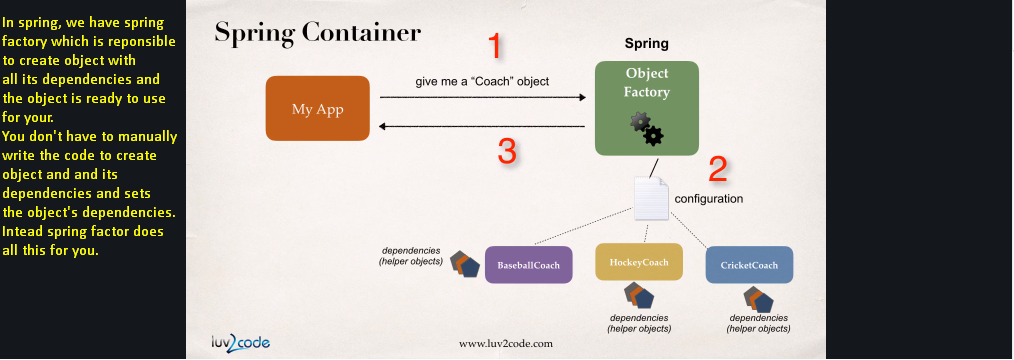 In spring, we have spring
factory which is reponsible
to create object with
all its dependencies and
the object is ready to use
for your.
You don't have to manually
write the code to create
object and and its
dependencies and sets
the object's dependencies.
Intead spring factor does
all this for you.
Spring Container
1
Spring
give me a "Coach" object
My App
Object
Factory
3
2
configuration
dependencies
(helper objects)
BaseballCoach
HockeyCoach
CricketCoach
dependencies
(helper objects)
dependencies
(helper objects)
luv2code
www.luv2code.com